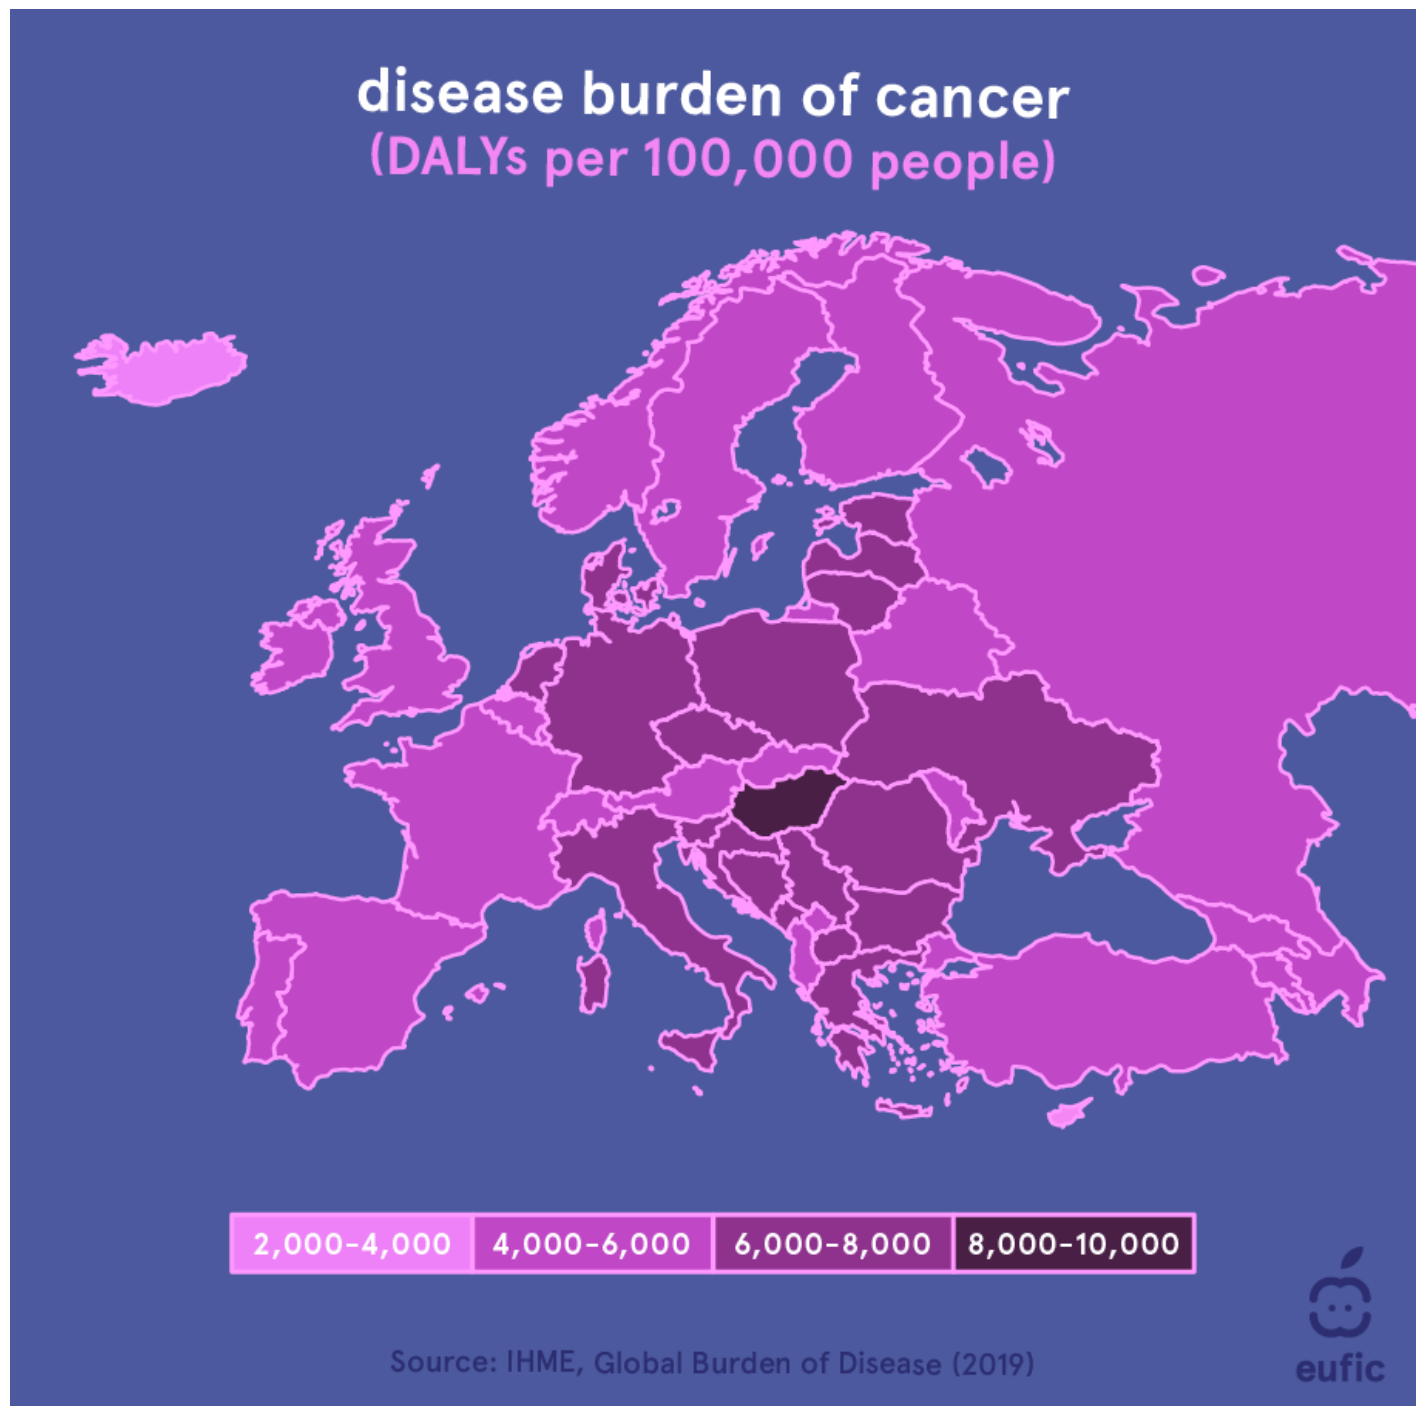 disease burden of cancer
(DALYs per 100,000 people)
2,000-4,000 4,000-6,000 6,000-8,000 8,000-10,000
Source: IHME, Global Burden of Disease (2019)
eufic